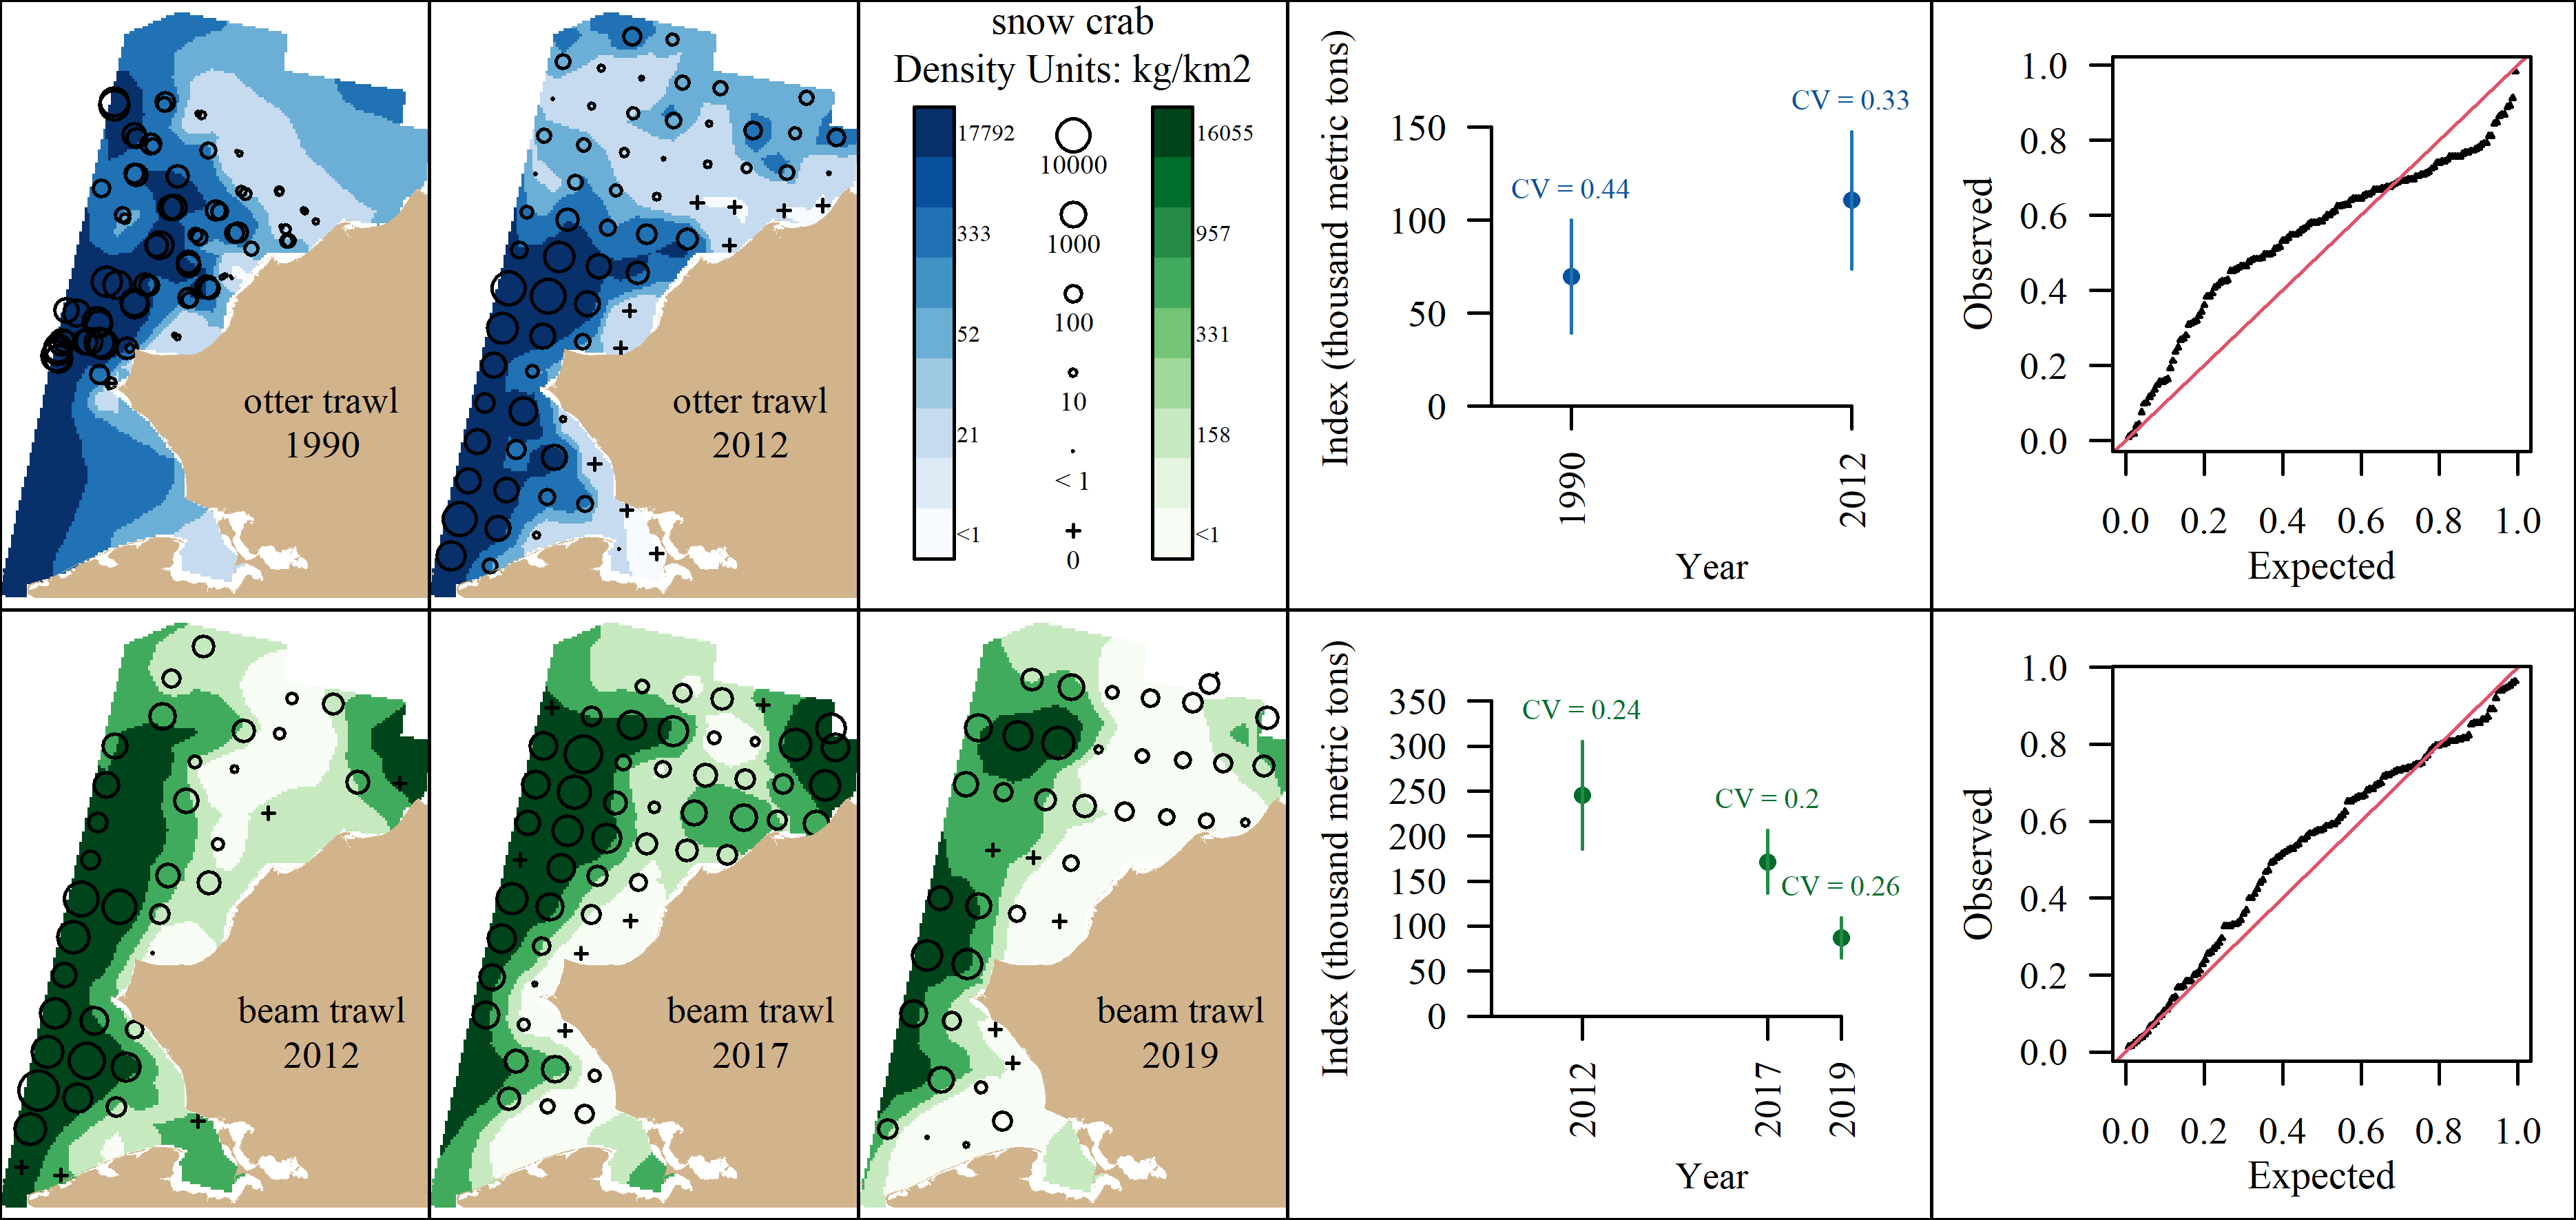 otter trawl
1990
otter trawl
2012
snow crab
Density Units: kg/km2
17792
333
52
21
<1
10000
1000
100
10
< 1
0
16055
957
331
158
<1
Index (thousand metric tons)
150
100
50
0
CV = 0.44
CV = 0.33
1990
2012
Year
Observed
1.0
0.8
0.6
0.4
0.2
0.0
0.0 0.2 0.4 0.6 0.8 1.0
Expected
beam trawl
2012
beam trawl
2017
beam trawl
2019
Index (thousand metric tons)
350
300
250
200
150
100
50
0
CV = 0.24
CV = 0.2
CV = 0.26
2012
2017
2019
Year
Observed
1.0
0.8
0.6
0.4
0.2
0.0
0.0 0.2 0.4 0.6 0.8 1.0
Expected